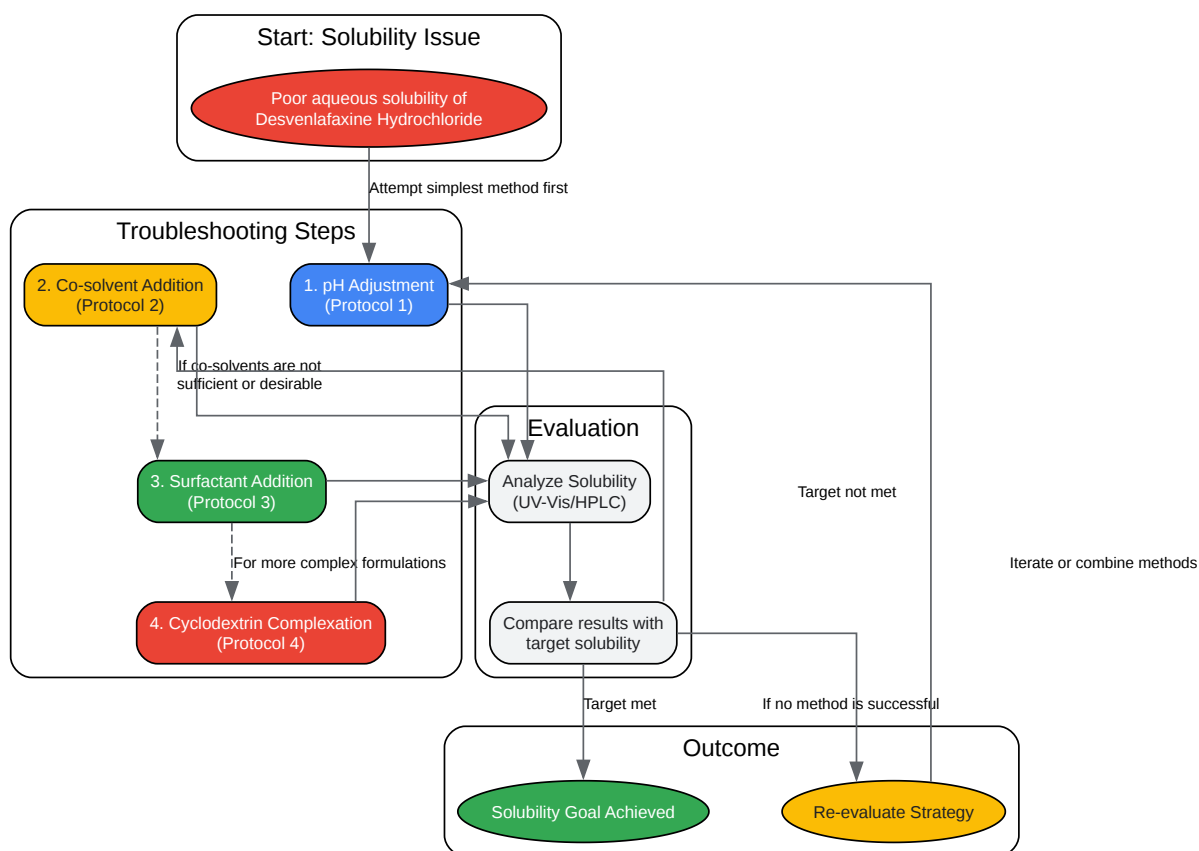 Start: Solubility Issue
Poor aqueous solubility of
Desvenlafaxine Hydrochloride
Attempt simplest method first
Troubleshooting Steps
2. Co-solvent Addition
(Protocol 2)
1. pH Adjustment
(Protocol 1)
If co-solvents are not
sufficient or desirable
Evaluation
3. Surfactant Addition
(Protocol 3)
Analyze Solubility
(UV-Vis/HPLC)
Target not met
For more complex formulations
Iterate or combine methods
4. Cyclodextrin Complexation
(Protocol 4)
Compare results with
target solubility
Target met
If no method is successful
Outcome
Solubility Goal Achieved
Re-evaluate Strategy